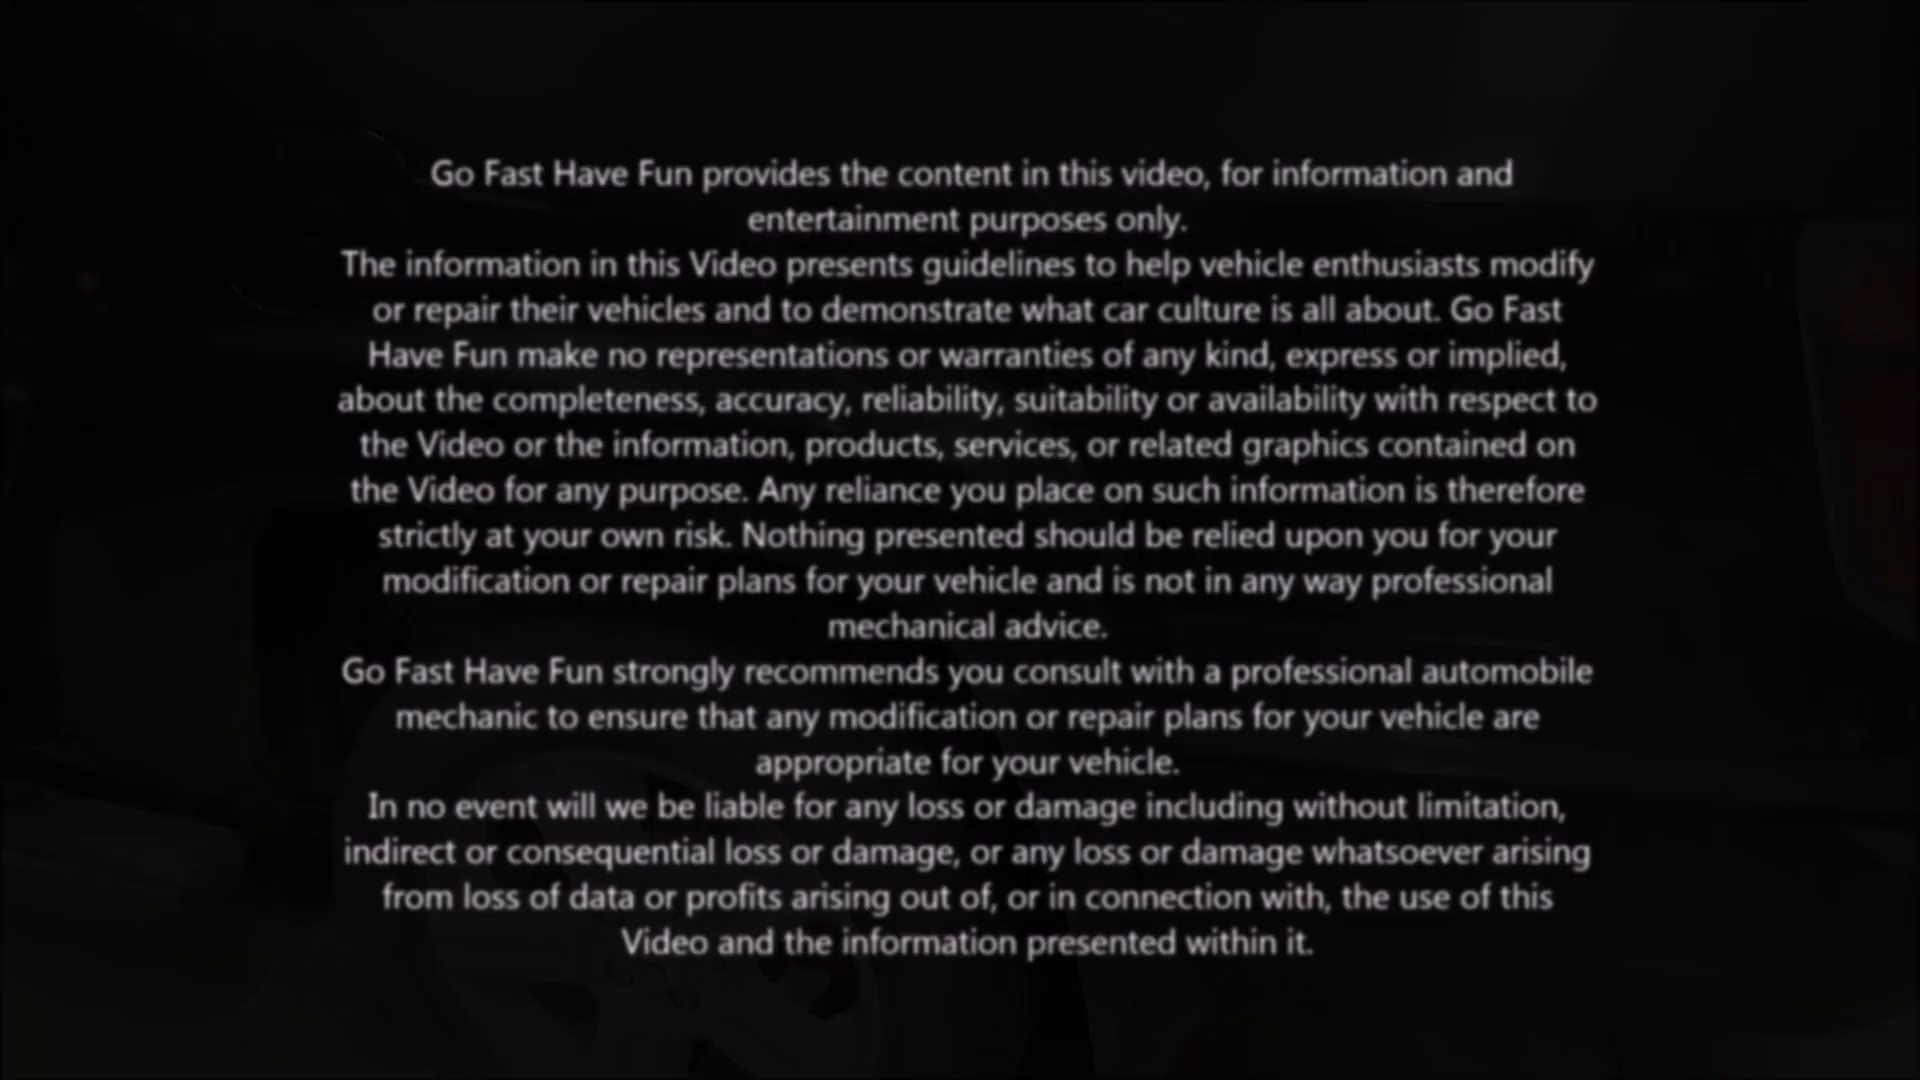 Go Fast Have Fun provides the content in this video, for information and
entertainment purposes only.
The information in this Video presents guidelines to help vehicle enthusiasts modify
or repair their vehicles and to demonstrate what car culture is all about. Go Fast
Have Fun make no representations or warranties of any kind, express or implied,
about the completeness, accuracy, reliability, suitability or availability with respect to
the Video or the information, products, services, or related graphics contained on
the Video for any purpose. Any reliance you place on such information is therefore
strictly at your own risk. Nothing presented should be relied upon you for your
modification or repair plans for your vehicle and is not in any way professional
mechanical advice.
Go Fast Have Fun strongly recommends you consult with a professional automobile
mechanic to ensure that any modification or repair plans for your vehicle are
appropriate for your vehicle.
In no event will we be liable for any loss or damage including without limitation,
indirect or consequential loss or damage, or any loss or damage whatsoever arising
from loss of data or profits arising out of, or in connection with, the use of this
Video and the information presented within it.